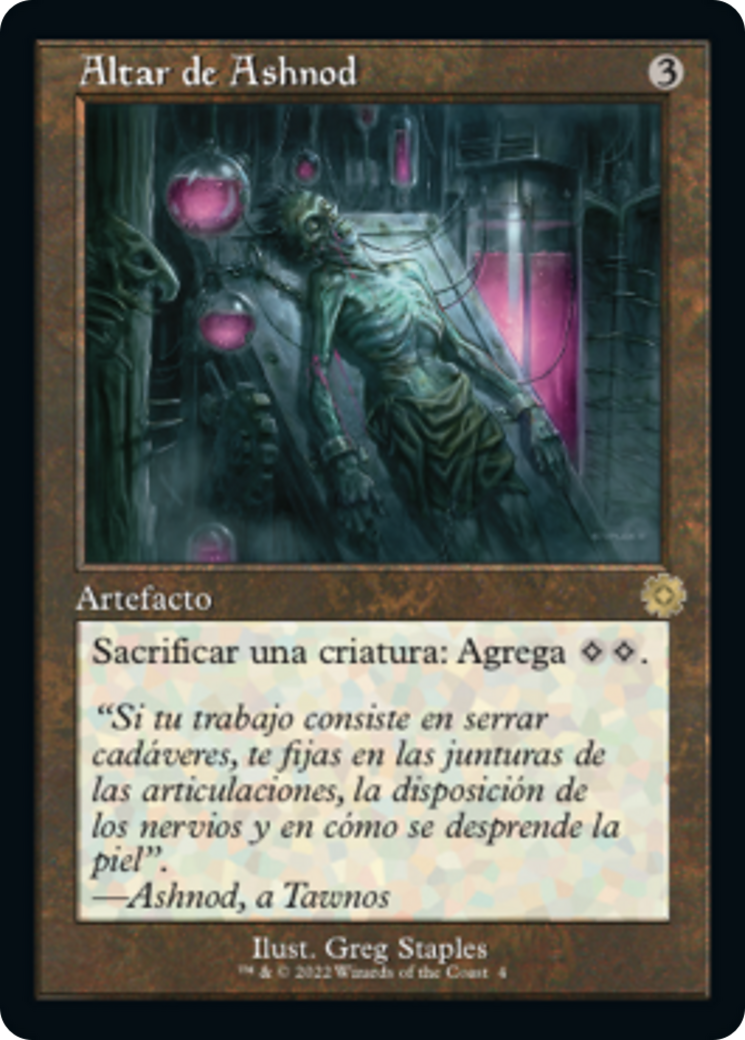 Altar de Ashnod 3
Artefacto
Sacrificar una criatura: Agrega ◇◇.
“Si tu trabajo consiste en serrar
cadáveres, te fijas en las junturas de
las articulaciones, la disposición de
los nervios y en cómo se desprende la
piel”.
—Ashnod, a Tawnos
Ilust. Greg Staples
™ & © 2022 Wizards of the Coast 4